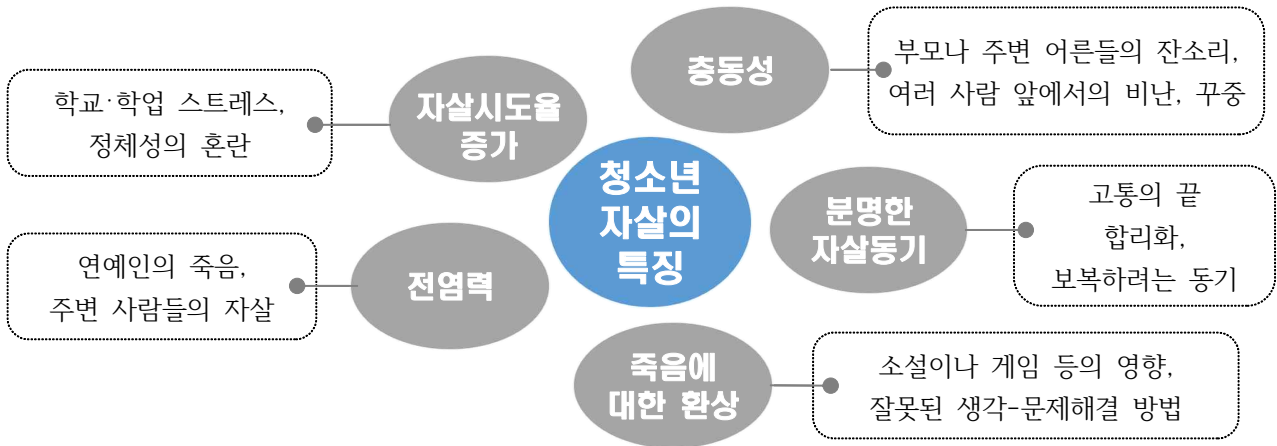 청소년
자살의
특징
충동성
부모나 주변 어른들의 잔소리,
여러 사람 앞에서의 비난, 꾸중
자살시도율
증가
학교·학업 스트레스,
정체성의 혼란
분명한
자살동기
고통의 끝
합리화,
보복하려는 동기
전염력
연예인의 죽음,
주변 사람들의 자살
죽음에
대한 환상
소설이나 게임 등의 영향,
잘못된 생각-문제해결 방법